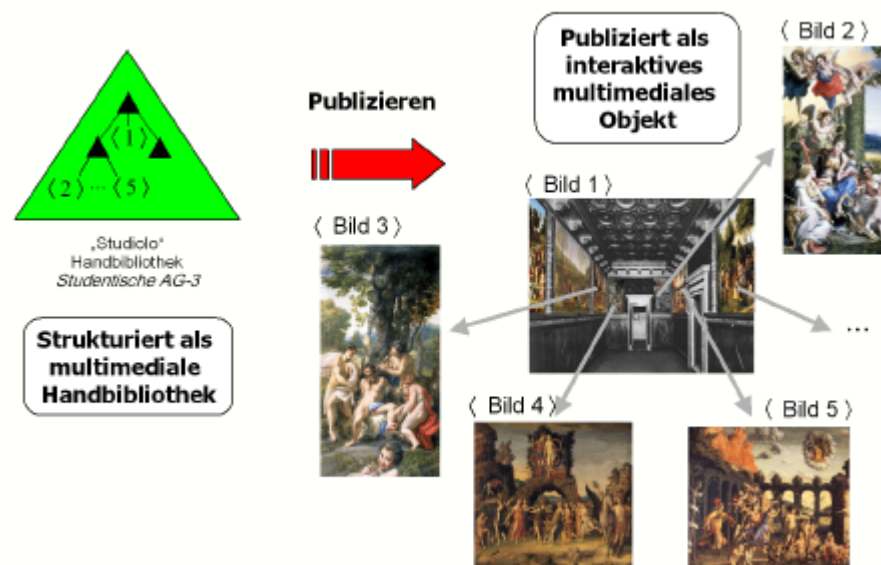 ⟨1⟩
⟨2⟩ ... ⟨5⟩
„Studiolo“
Handbibliothek
Studentische AG-3
Strukturiert als
multimediale
Handbibliothek
Publizieren
Publiziert als
interaktives
multimediales
Objekt
⟨ Bild 2 ⟩
⟨ Bild 1 ⟩
⟨ Bild 3 ⟩
...
⟨ Bild 4 ⟩
⟨ Bild 5 ⟩